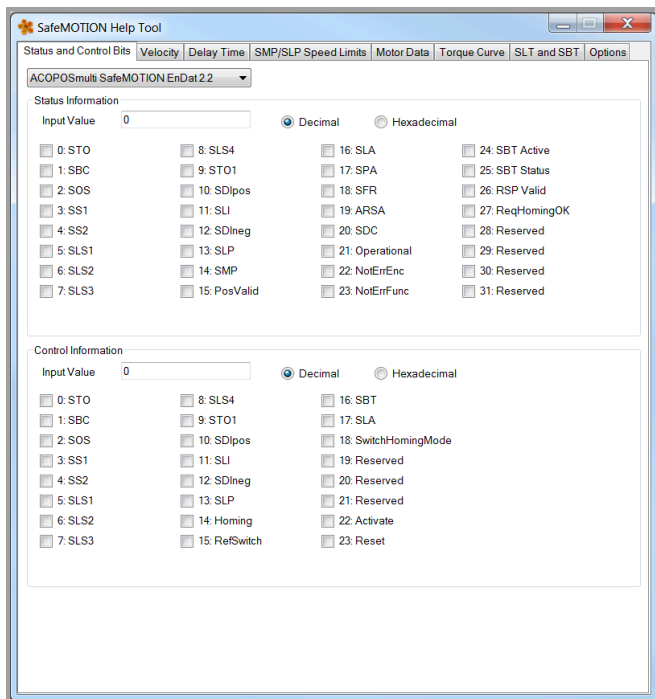 SafeMOTION Help Tool
Status and Control Bits Velocity Delay Time SMP/SLP Speed Limits Motor Data Torque Curve SLT and SBT Options
ACOPOSmulti SafeMOTION EnDat 2.2
Status Information
Input Value 0 Decimal Hexadecimal
0: STO 8: SLS4 16: SLA 24: SBT Active
1: SBC 9: STO1 17: SPA 25: SBT Status
2: SOS 10: SDIpos 18: SFR 26: RSP Valid
3: SS1 11: SLI 19: ARSA 27: ReqHomingOK
4: SS2 12: SDIneg 20: SDC 28: Reserved
5: SLS1 13: SLP 21: Operational 29: Reserved
6: SLS2 14: SMP 22: NotErrEnc 30: Reserved
7: SLS3 15: PosValid 23: NotErrFunc 31: Reserved
Control Information
Input Value 0 Decimal Hexadecimal
0: STO 8: SLS4 16: SBT
1: SBC 9: STO1 17: SLA
2: SOS 10: SDIpos 18: SwitchHomingMode
3: SS1 11: SLI 19: Reserved
4: SS2 12: SDIneg 20: Reserved
5: SLS1 13: SLP 21: Reserved
6: SLS2 14: Homing 22: Activate
7: SLS3 15: RefSwitch 23: Reset